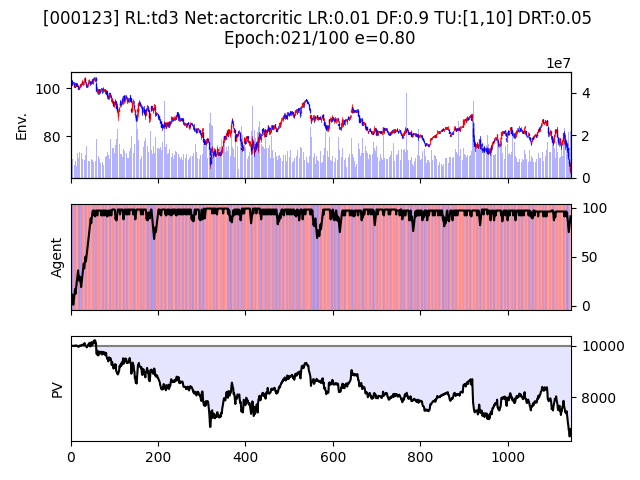 [000123] RL:td3 Net:actorcritic LR:0.01 DF:0.9 TU:[1,10] DRT:0.05
Epoch:021/100 e=0.80
1e7
100
80
Env.
4
2
0
Agent
100
50
0
PV
10000
8000
0
200
400
600
800
1000